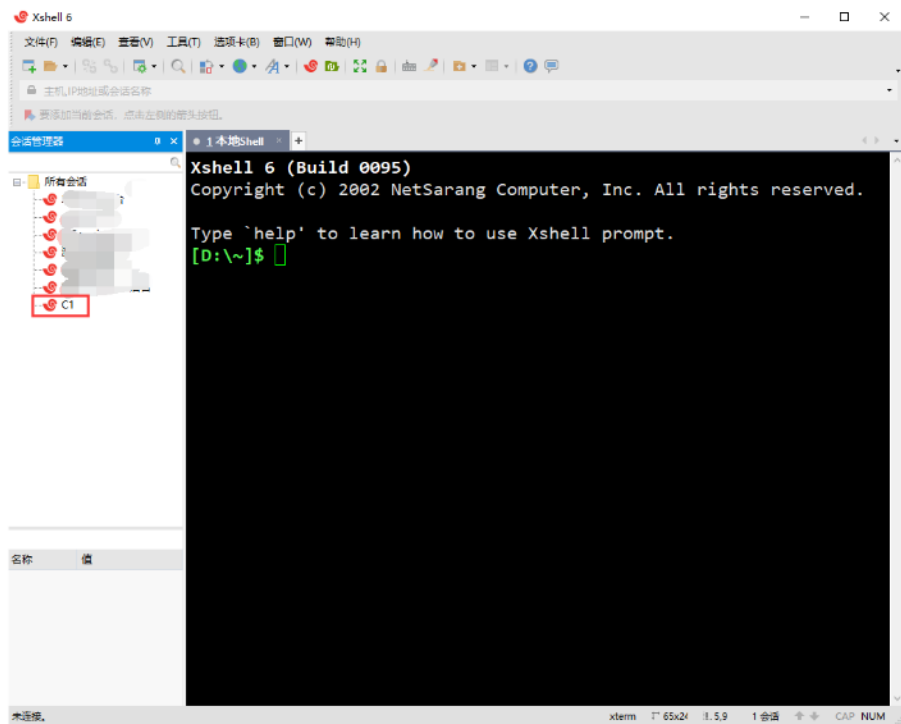 Xshell 6
文件(F) 编辑(E) 查看(V) 工具(T) 选项卡(B) 窗口(W) 帮助(H)
主机,IP地址或会话名称
要添加当前会话，点击左侧的箭头按钮。
会话管理器
1 本地Shell
所有会话
C1
Xshell 6 (Build 0095)
Copyright (c) 2002 NetSarang Computer, Inc. All rights reserved.
Type `help' to learn how to use Xshell prompt.
[D:\~]$
名称 值
未连接。
xterm 65x24 5,9 1 会话 CAP NUM